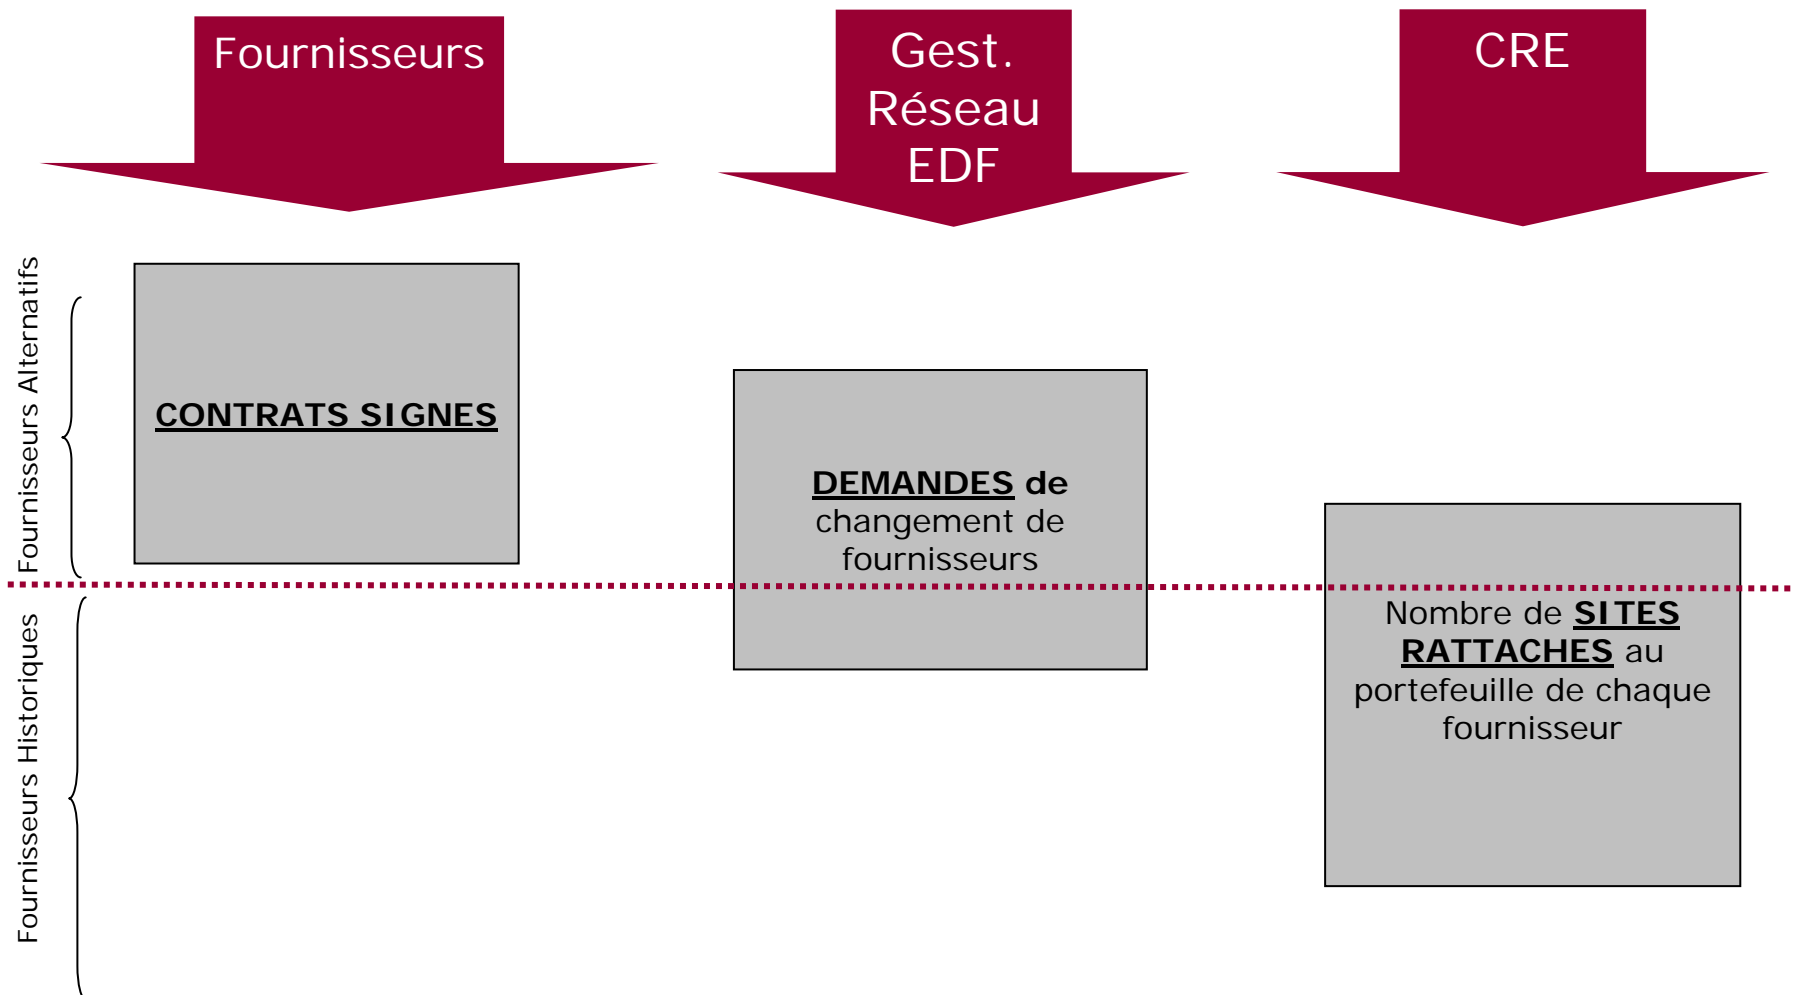 Fournisseurs
Gest.
Réseau
EDF
CRE
Fournisseurs Alternatifs
CONTRATS SIGNES
DEMANDES de
changement de
fournisseurs
Fournisseurs Historiques
Nombre de SITES
RATTACHES au
portefeuille de chaque
fournisseur